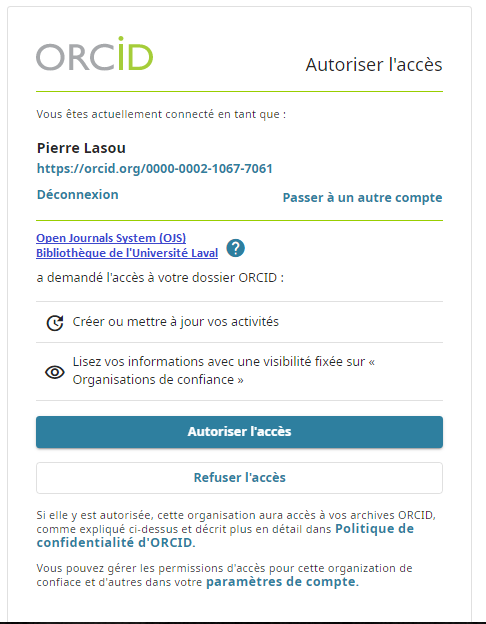 ORCID
Autoriser l'accès
Vous êtes actuellement connecté en tant que :
Pierre Lasou
https://orcid.org/0000-0002-1067-7061
Déconnexion
Passer à un autre compte
Open Journals System (OJS)
Bibliothèque de l'Université Laval
?
a demandé l'accès à votre dossier ORCID :
Créer ou mettre à jour vos activités
Lisez vos informations avec une visibilité fixée sur «
Organisations de confiance »
Autoriser l'accès
Refuser l'accès
Si elle y est autorisée, cette organisation aura accès à vos archives ORCID,
comme expliqué ci-dessus et décrit plus en détail dans Politique de
confidentialité d'ORCID.
Vous pouvez gérer les permissions d'accès pour cette organization de
confiace et d'autres dans votre paramètres de compte.